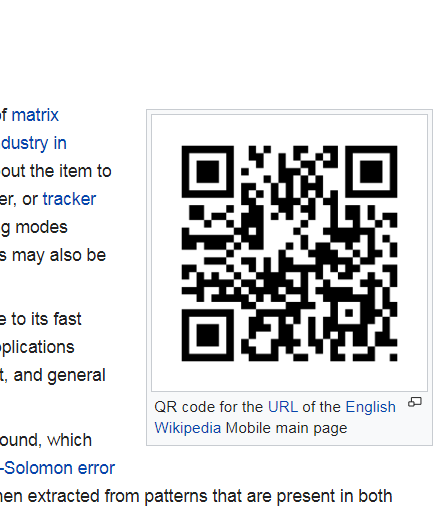 of matrix
dustry in
out the item to
er, or tracker
g modes
s may also be
e to its fast
plications
t, and general
QR code for the URL of the English
Wikipedia Mobile main page
ound, which
-Solomon error
hen extracted from patterns that are present in both